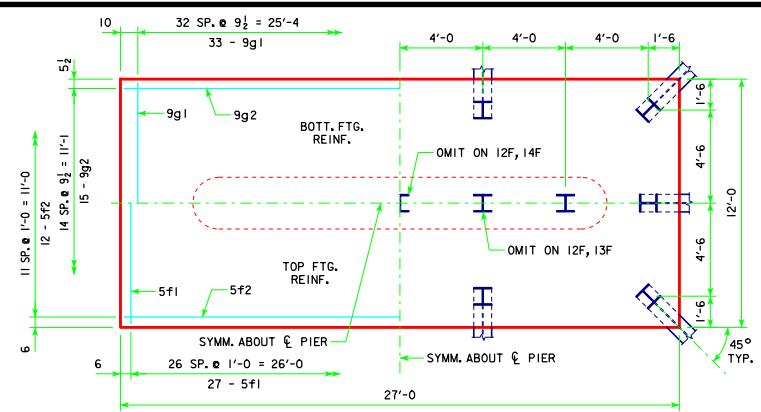 10
32 SP. @ 9½ = 25'-4
33 - 9g1
4'-0
4'-0
4'-0
1'-6
5½
9g1
9g2
BOTT. FTG.
REINF.
OMIT ON 12F, 14F
1'-6
4'-6
12'-0
11 SP. @ 1'-0 = 11'-0
12 - 5f2
14 SP. @ 9½ = 11'-1
15 - 9g2
OMIT ON 12F, 13F
4'-6
TOP FTG.
REINF.
5f1
5f2
1'-6
6
SYMM. ABOUT ℄ PIER
SYMM. ABOUT ℄ PIER
45°
TYP.
6
26 SP. @ 1'-0 = 26'-0
27 - 5f1
27'-0